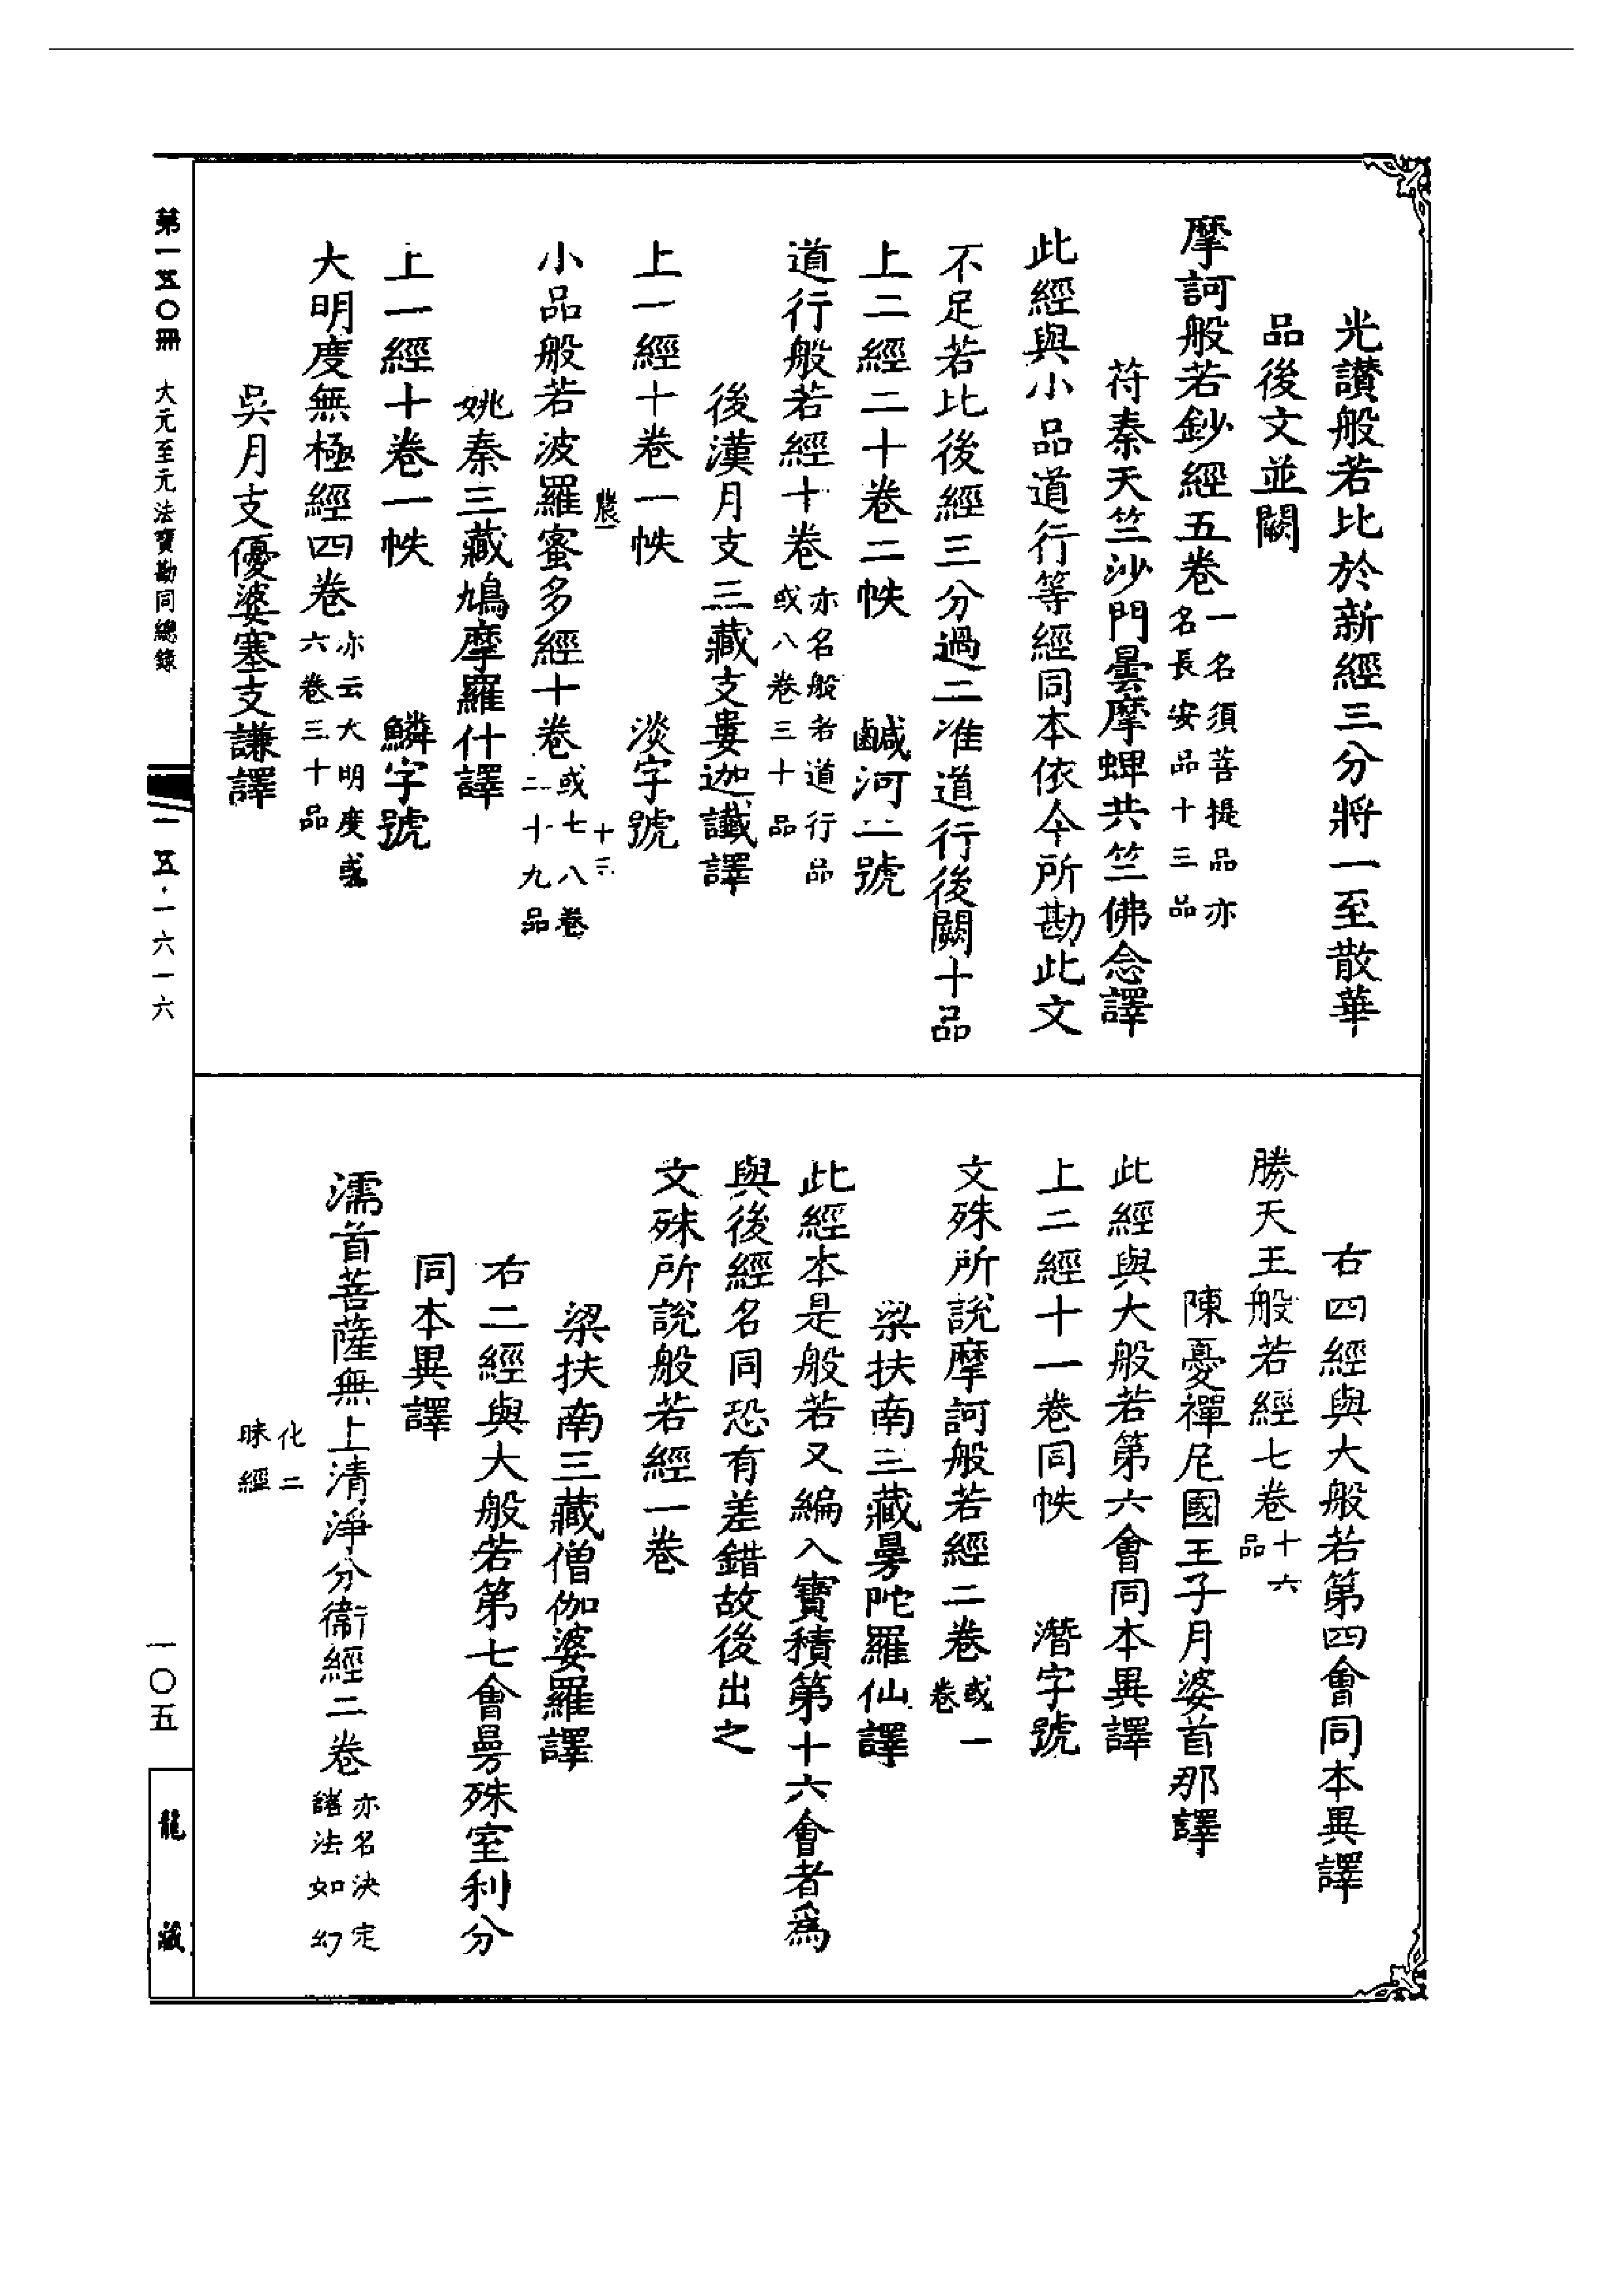 光讃般若比於新經三分將一至散華
品後文並闕
摩訶般若鈔經五卷一名須菩提品亦
名長安品十三品
苻秦天竺沙門曇摩蜱共竺佛念譯
此經與小品道行等經同本依今所勘此文
不足若比後經三分過二准道行後闕十品
上二經二十卷二帙 鹹河二號
道行般若經十卷亦名般若道行品
或八卷三十品
後漢月支三藏支婁迦讖譯
上一經十卷一帙 淡字號
農一 十三
小品般若波羅蜜多經十卷或七八卷
二十九品
姚秦三藏鳩摩羅什譯
上一經十卷一帙 鱗字號
大明度無極經四卷亦云大明度或
六卷三十品
吳月支優婆塞支謙譯
右四經與大般若第四會同本異譯
勝天王般若經七卷十六
品
陳憂禪尼國王子月婆首那譯
此經與大般若第六會同本異譯
上二經十一卷同帙 潛字號
文殊所說摩訶般若經二卷或一
卷
梁扶南三藏曼陀羅仙譯
此經本是般若又編入寶積第十六會者為
與後經名同恐有差錯故後出之
文殊所說般若經一卷
梁扶南三藏僧伽婆羅譯
右二經與大般若第七會曼殊室利分
同本異譯
濡首菩薩無上清淨分衞經二卷亦名決定
諸法如幻
化三
昧經
第一五〇冊 大元至元法寶勘同總錄
一一五·一六一六
一〇五
龍藏